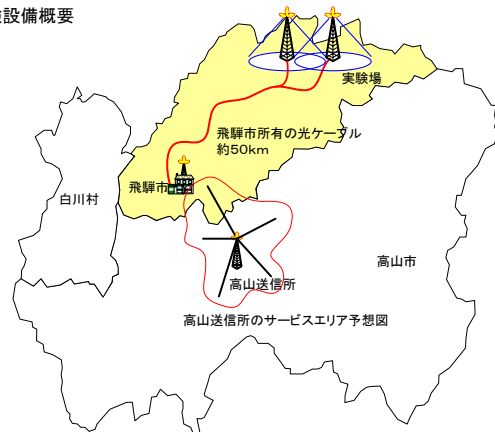 設備概要
実験場
飛騨市所有の光ケーブル
約50km
飛騨市
白川村
高山市
高山送信所
高山送信所のサービスエリア予想図